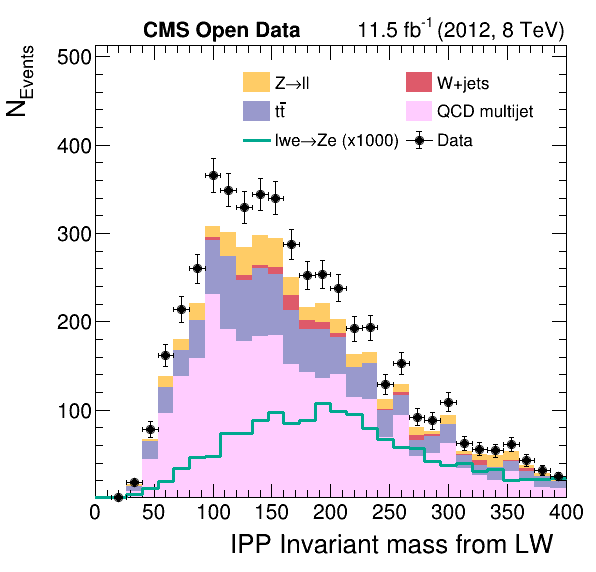 CMS Open Data 11.5 fb⁻¹ (2012, 8 TeV)
N_Events
500
400
300
200
100
Z→ll W+jets
tt̄ QCD multijet
lwe→Ze (x1000) Data
0 50 100 150 200 250 300 350 400
IPP Invariant mass from LW